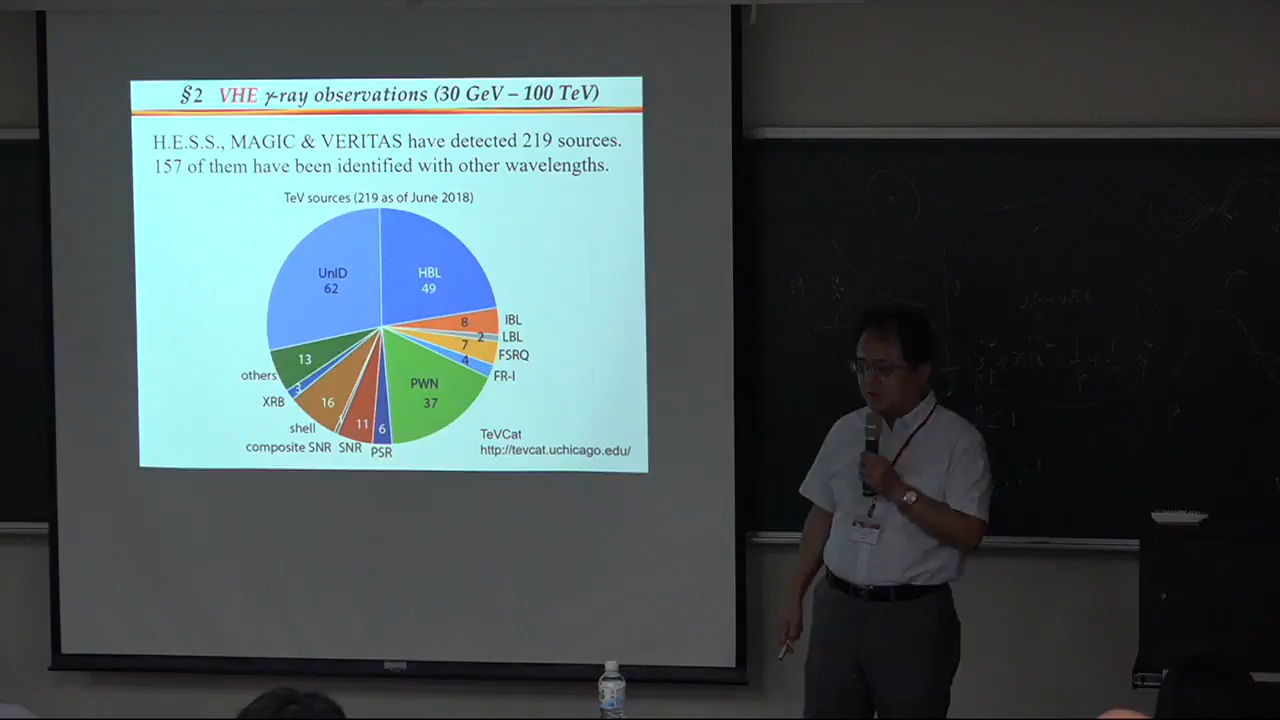 §2 VHE γ-ray observations (30 GeV – 100 TeV)
H.E.S.S., MAGIC & VERITAS have detected 219 sources.
157 of them have been identified with other wavelengths.
TeV sources (219 as of June 2018)
UnID
62
HBL
49
8
IBL
2
LBL
7
FSRQ
4
FR-I
PWN
37
6
PSR
11
SNR
1
composite SNR
16
shell
3
XRB
13
others
TeVCat
http://tevcat.uchicago.edu/